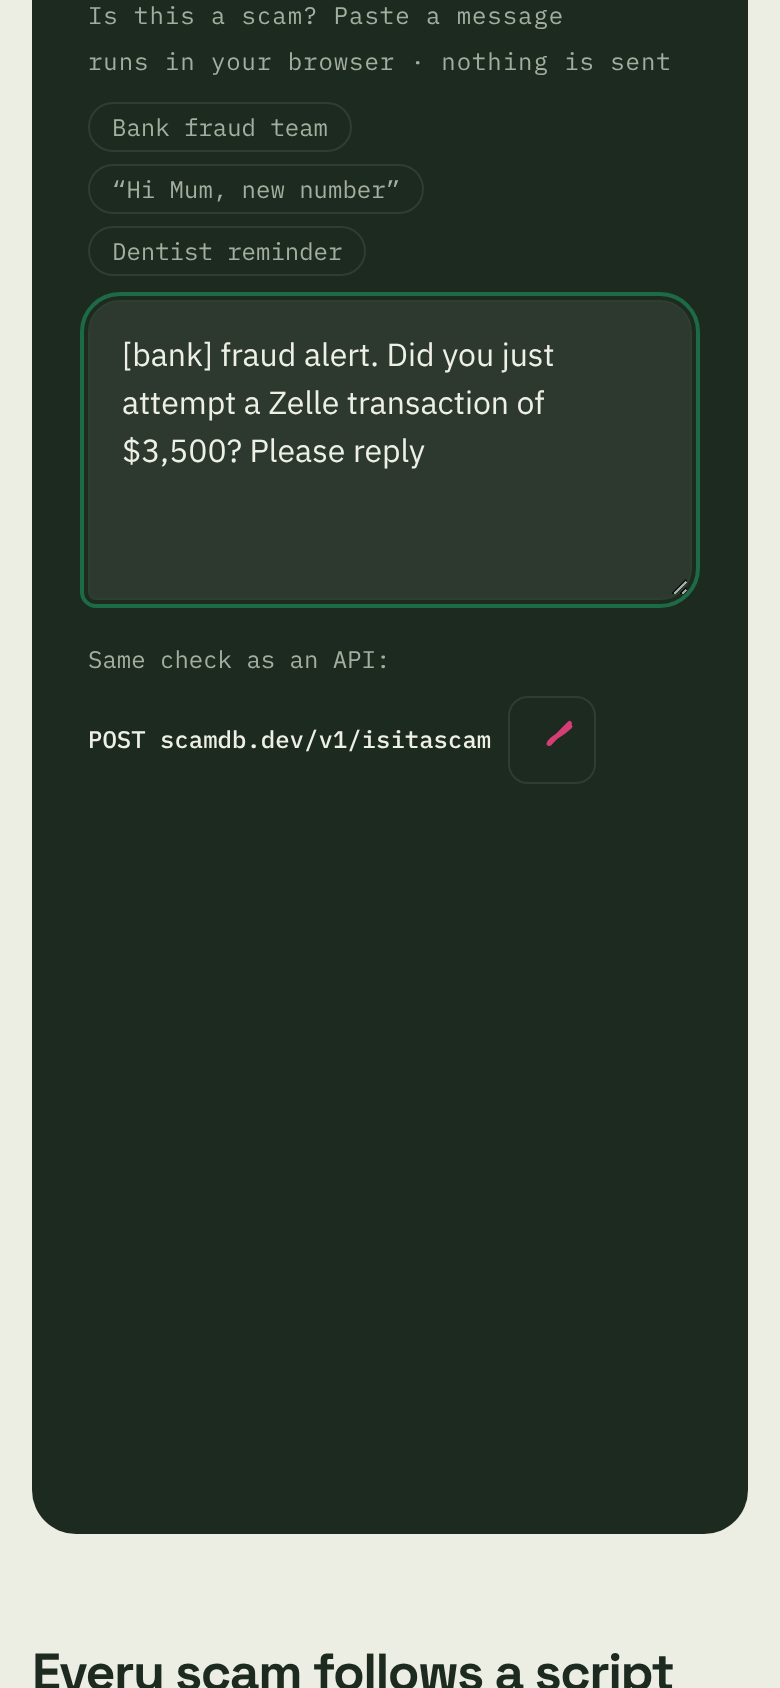 Is this a scam? Paste a message
runs in your browser · nothing is sent
Bank fraud team
“Hi Mum, new number”
Dentist reminder
[bank] fraud alert. Did you just
attempt a Zelle transaction of
$3,500? Please reply
Same check as an API:
POST scamdb.dev/v1/isitascam
Every scam follows a script